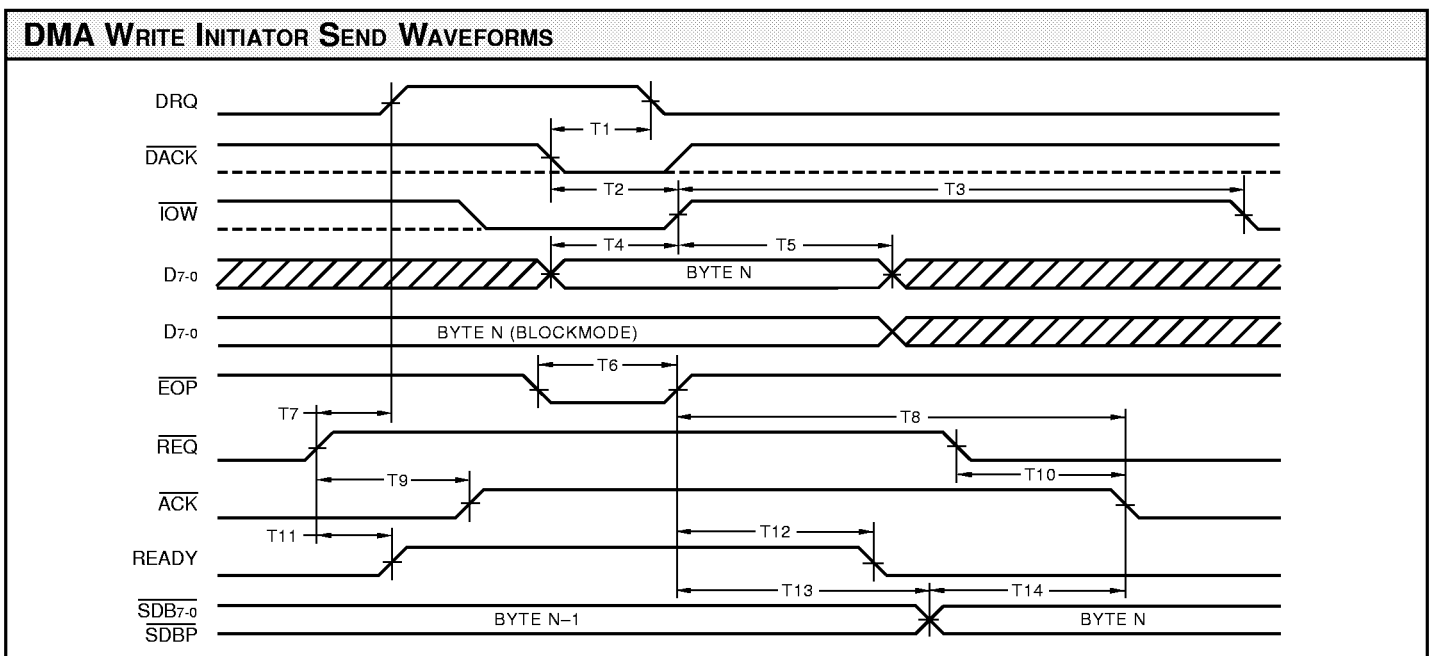 DMA WRITE INITIATOR SEND WAVEFORMS
DRQ
T1
DACK
T2
T3
IOW
T4
T5
D7-0
BYTE N
D7-0
BYTE N (BLOCKMODE)
T6
EOP
T7
T8
REQ
T9
T10
ACK
T11
T12
READY
T13
T14
SDB7-0
BYTE N–1
BYTE N
SDBP